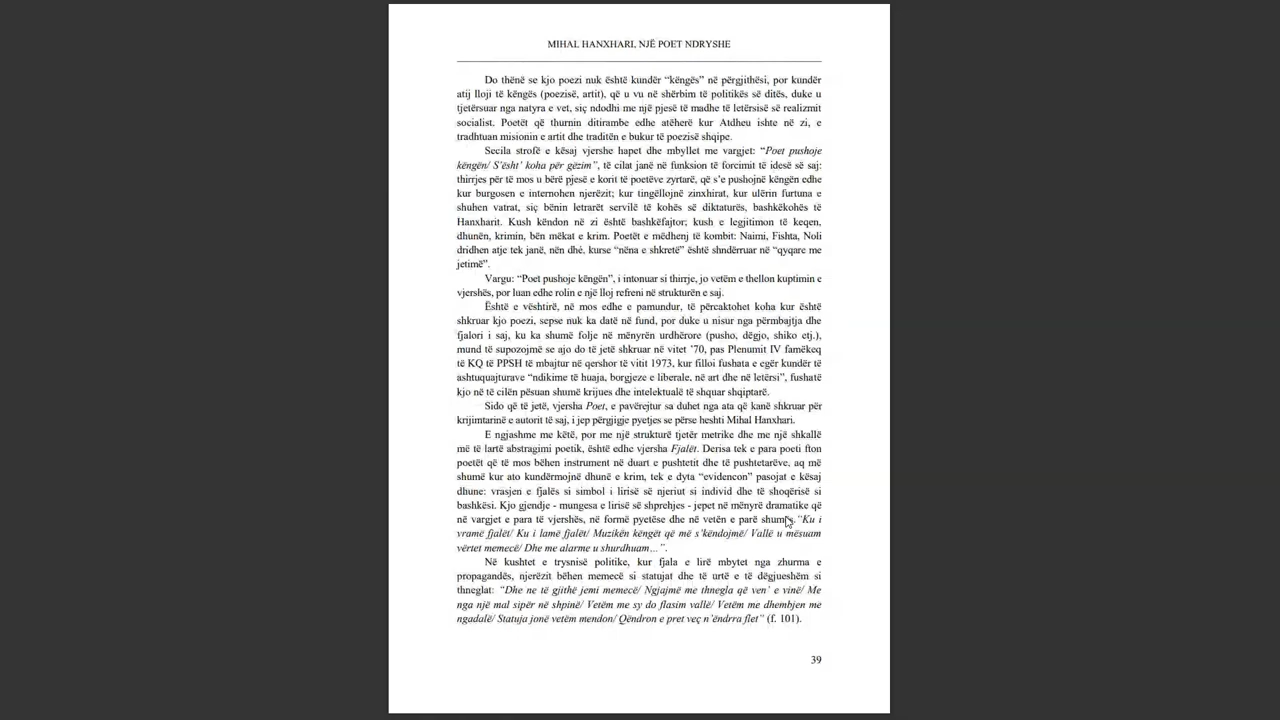 MIHAL HANXHARI, NJË POET NDRYSHE
Do thënë se kjo poezi nuk është kundër “këngës” në përgjithësi, por kundër
atij lloji të këngës (poezisë, artit), që u vu në shërbim të politikës së ditës, duke u
tjetërsuar nga natyra e vet, siç ndodhi me një pjesë të madhe të letërsisë së realizmit
socialist. Poetët që thurnin ditirambe edhe atëherë kur Atdheu ishte në zi, e
tradhtuan misionin e artit dhe traditën e bukur të poezisë shqipe.
Secila strofë e kësaj vjershe hapet dhe mbyllet me vargjet: “Poet pushoje
këngën/ S’ësht’ koha për gëzim”, të cilat janë në funksion të forcimit të idesë së saj:
thirrjes për të mos u bërë pjesë e korit të poetëve zyrtarë, që s’e pushojnë këngën edhe
kur burgosen e internohen njerëzit; kur tingëllojnë zinxhirat, kur ulërin furtuna e
shuhen vatrat, siç bënin letrarët servilë të kohës së diktaturës, bashkëkohës të
Hanxharit. Kush këndon në zi është bashkëfajtor; kush e legjitimon të keqen,
dhunën, krimin, bën mëkat e krim. Poetët e mëdhenj të kombit: Naimi, Fishta, Noli
dridhen atje tek janë, nën dhé, kurse “nëna e shkretë” është shndërruar në “qyqare me
jetimë”.
Vargu: “Poet pushoje këngën”, i intonuar si thirrje, jo vetëm e thellon kuptimin e
vjershës, por luan edhe rolin e një lloj refreni në strukturën e saj.
Është e vështirë, në mos edhe e pamundur, të përcaktohet koha kur është
shkruar kjo poezi, sepse nuk ka datë në fund, por duke u nisur nga përmbajtja dhe
fjalori i saj, ku ka shumë folje në mënyrën urdhërore (pusho, dëgjo, shiko etj.),
mund të supozojmë se ajo do të jetë shkruar në vitet ’70, pas Plenumit IV famëkeq
të KQ të PPSH të mbajtur në qershor të vitit 1973, kur filloi fushata e egër kundër të
ashtuquajturave “ndikime të huaja, borgjeze e liberale, në art dhe në letërsi”, fushatë
kjo në të cilën pësuan shumë krijues dhe intelektualë të shquar shqiptarë.
Sido që të jetë, vjersha Poet, e pavërejtur sa duhet nga ata që kanë shkruar për
krijimtarinë e autorit të saj, i jep përgjigje pyetjes se përse heshti Mihal Hanxhari.
E ngjashme me këtë, por me një strukturë tjetër metrike dhe me një shkallë
më të lartë abstragimi poetik, është edhe vjersha Fjalët. Derisa tek e para poeti fton
poetët që të mos bëhen instrument në duart e pushtetit dhe të pushtetarëve, aq më
shumë kur ato kundërmojnë dhunë e krim, tek e dyta “evidencon” pasojat e kësaj
dhune: vrasjen e fjalës si simbol i lirisë së njeriut si individ dhe të shoqërisë si
bashkësi. Kjo gjendje - mungesa e lirisë së shprehjes - jepet në mënyrë dramatike që
në vargjet e para të vjershës, në formë pyetëse dhe në vetën e parë shumës: “Ku i
vramë fjalët/ Ku i lamë fjalët/ Muzikën këngët që më s’këndojmë/ Vallë u mësuam
vërtet memecë/ Dhe me alarme u shurdhuam…”.
Në kushtet e trysnisë politike, kur fjala e lirë mbytet nga zhurma e
propagandës, njerëzit bëhen memecë si statujat dhe të urtë e të dëgjueshëm si
thneglat: “Dhe ne të gjithë jemi memecë/ Ngjajmë me thnegla që ven’ e vinë/ Me
nga një mal sipër në shpinë/ Vetëm me sy do flasim vallë/ Vetëm me dhembjen me
ngadalë/ Statuja jonë vetëm mendon/ Qëndron e pret veç n’ëndrra flet” (f. 101).
39